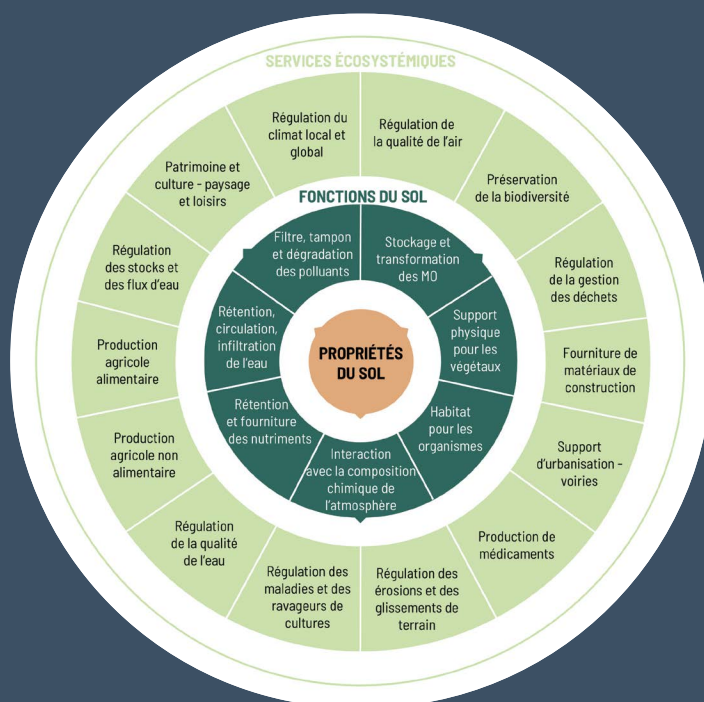 SERVICES ÉCOSYSTÉMIQUES
Régulation du
climat local et
global
Régulation de
la qualité de l'air
Préservation
de la biodiversité
Régulation
de la gestion
des déchets
Fourniture de
matériaux de
construction
Support
d'urbanisation -
voiries
Production de
médicaments
Régulation des
érosions et des
glissements de
terrain
Régulation des
maladies et des
ravageurs de
cultures
Régulation
de la qualité
de l'eau
Production
agricole non
alimentaire
Production
agricole
alimentaire
Régulation
des stocks et
des flux d'eau
Patrimoine et
culture - paysage
et loisirs
FONCTIONS DU SOL
Filtre, tampon
et dégradation
des polluants
Stockage et
transformation
des MO
Support
physique
pour les
végétaux
Habitat
pour les
organismes
Interaction
avec la composition
chimique de
l'atmosphère
Rétention
et fourniture
des nutriments
Rétention,
circulation,
infiltration
de l'eau
PROPRIÉTÉS
DU SOL